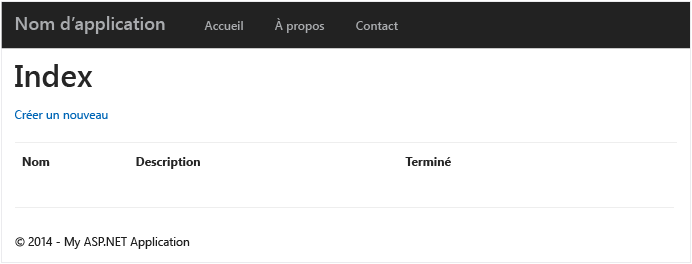 Nom d’application Accueil À propos Contact
Index
Créer un nouveau
Nom Description Terminé
© 2014 - My ASP.NET Application